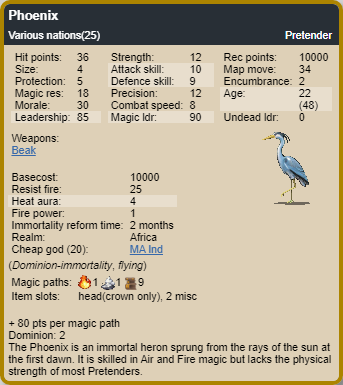 Phoenix
Various nations(25) Pretender
Hit points: 36 Strength: 12 Rec points: 10000
Size: 4 Attack skill: 10 Map move: 34
Protection: 5 Defence skill: 9 Encumbrance: 2
Magic res: 18 Precision: 12 Age: 22
Morale: 30 Combat speed: 8 (48)
Leadership: 85 Magic ldr: 90 Undead ldr: 0
Weapons:
Beak
Basecost: 10000
Resist fire: 25
Heat aura: 4
Fire power: 1
Immortality reform time: 2 months
Realm: Africa
Cheap god (20): MA Ind
(Dominion-immortality, flying)
Magic paths: 1 1 9
Item slots: head(crown only), 2 misc
+ 80 pts per magic path
Dominion: 2
The Phoenix is an immortal heron sprung from the rays of the sun at
the first dawn. It is skilled in Air and Fire magic but lacks the physical
strength of most Pretenders.